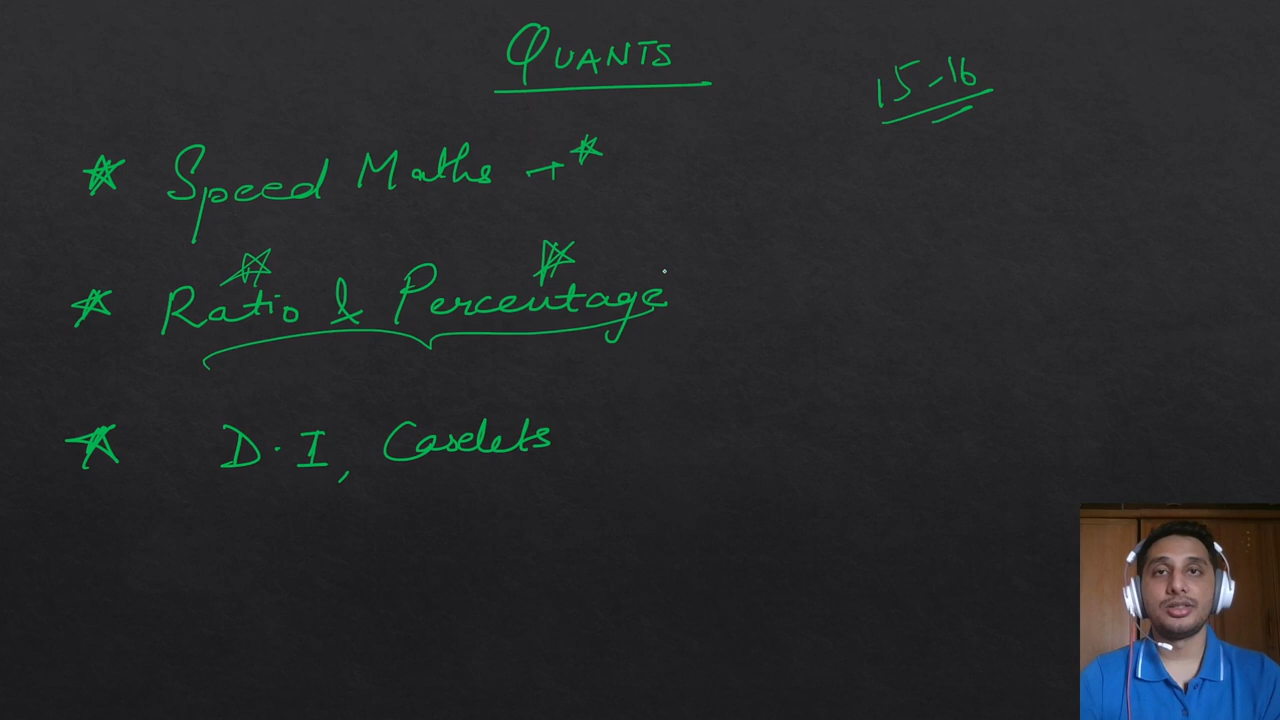 QUANTS
15-16
Speed Maths →
Ratio & Percentage
D.I, Caselets